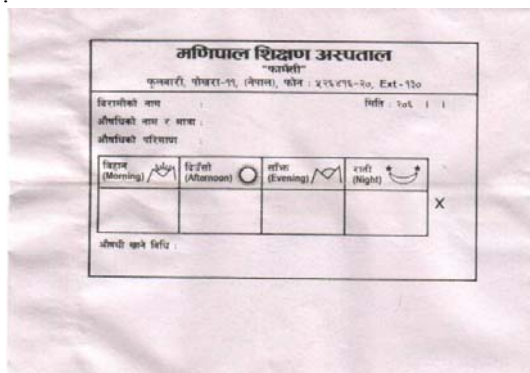 मणिपाल शिक्षण अस्पताल
"फार्मेसी"
फूलबारी, पोखरा-११, (नेपाल), फोन : ५२६४१६-२०, Ext-१३०
बिरामीको नाम :
मिति : २०६ । ।
औषधिको नाम र मात्रा :
औषधिको परिमाण :
बिहान (Morning)
दिउँसो (Afternoon)
साँझ (Evening)
राती (Night)
X
औषधी खाने विधि :